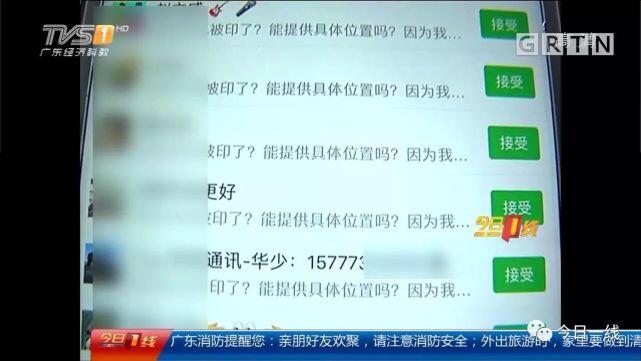 TVS1 HD
广东经济科教
GRTN
接受
被印了？能提供具体位置吗？因为我...
被印了？能提供具体位置吗？因为我...
接受
被印了？能提供具体位置吗？因为我...
接受
更好
被印了？能提供具体位置吗？因为我...
接受
今日一线
通讯-华少：157773
印了？能提供具体位置吗？因为我...
接受
今日一线
今日一线
广东消防提醒您：亲朋好友欢聚，请注意消防安全；外出旅游时，家里要做到清